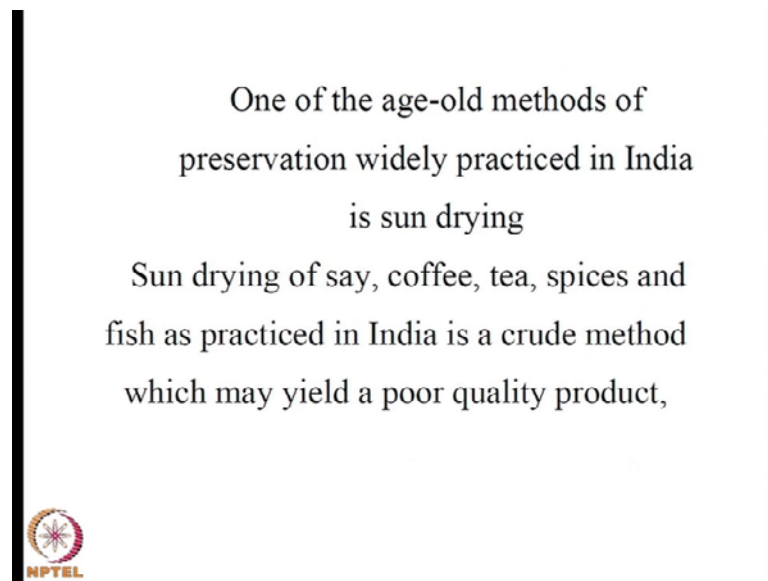 One of the age-old methods of
preservation widely practiced in India
is sun drying
Sun drying of say, coffee, tea, spices and
fish as practiced in India is a crude method
which may yield a poor quality product,
NPTEL